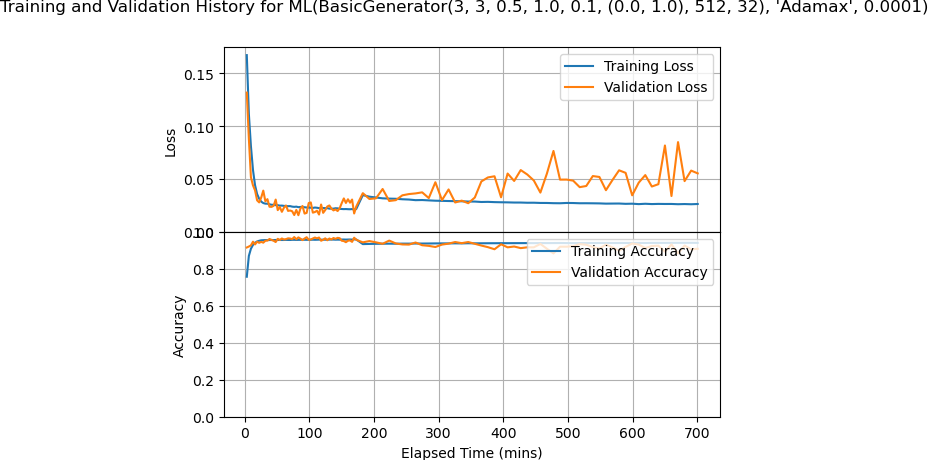 Training and Validation History for ML(BasicGenerator(3, 3, 0.5, 1.0, 0.1, (0.0, 1.0), 512, 32), 'Adamax', 0.0001)
Training Loss
Validation Loss
0.15
0.10
0.05
0.00
Loss
Training Accuracy
Validation Accuracy
1.0
0.8
0.6
0.4
0.2
0.0
Accuracy
0 100 200 300 400 500 600 700
Elapsed Time (mins)